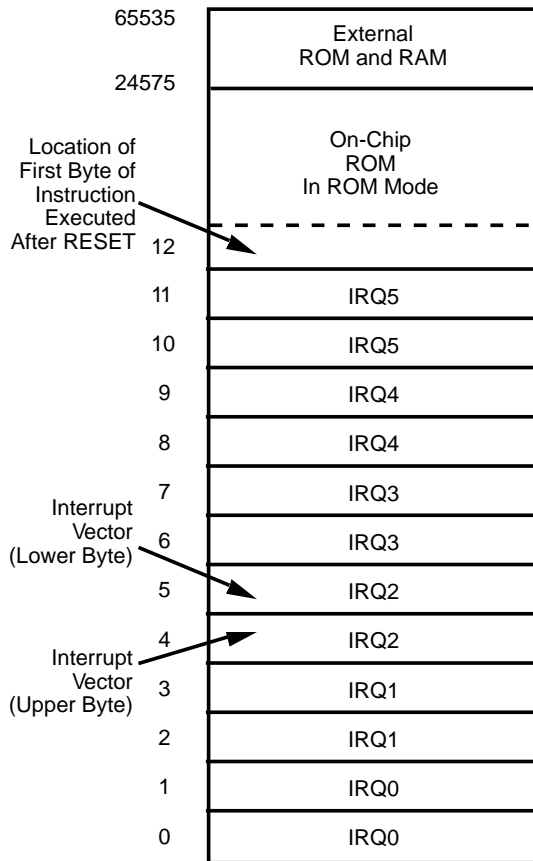 65535
External
ROM and RAM
24575
On-Chip
ROM
In ROM Mode
Location of
First Byte of
Instruction
Executed
After RESET
12
11
IRQ5
10
IRQ5
9
IRQ4
8
IRQ4
7
IRQ3
Interrupt
Vector
(Lower Byte)
6
IRQ3
5
IRQ2
4
IRQ2
Interrupt
Vector
(Upper Byte)
3
IRQ1
2
IRQ1
1
IRQ0
0
IRQ0